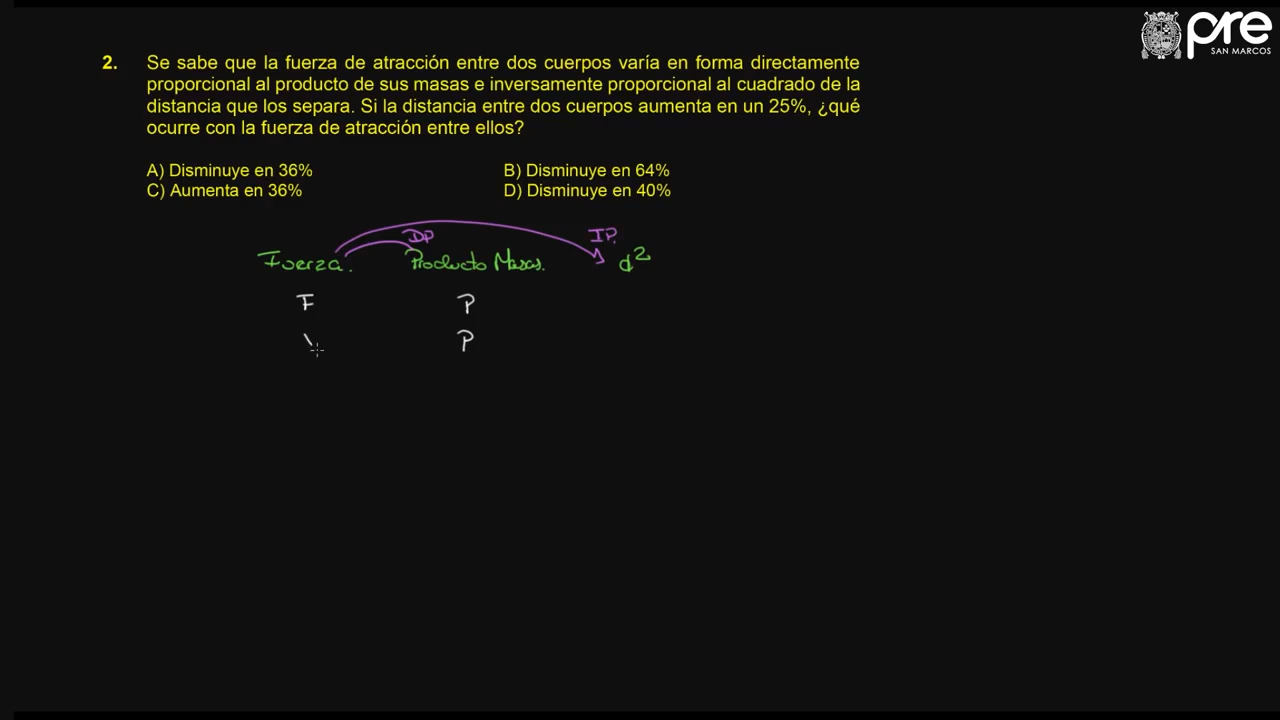 pre
SAN MARCOS
2. Se sabe que la fuerza de atracción entre dos cuerpos varía en forma directamente
proporcional al producto de sus masas e inversamente proporcional al cuadrado de la
distancia que los separa. Si la distancia entre dos cuerpos aumenta en un 25%, ¿qué
ocurre con la fuerza de atracción entre ellos?
A) Disminuye en 36% B) Disminuye en 64%
C) Aumenta en 36% D) Disminuye en 40%
DP IP.
Fuerza. Producto Masas. d²
F P
P